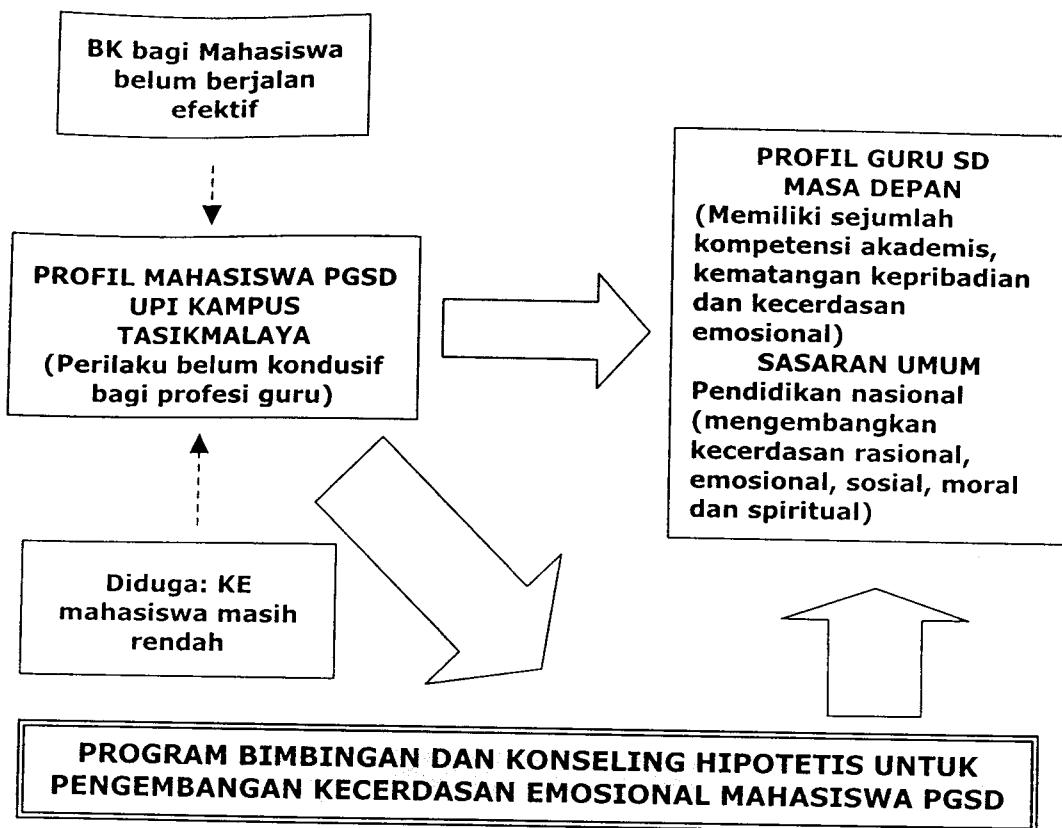 BK bagi Mahasiswa
belum berjalan
efektif
PROFIL MAHASISWA PGSD
UPI KAMPUS
TASIKMALAYA
(Perilaku belum kondusif
bagi profesi guru)
Diduga: KE
mahasiswa masih
rendah
PROFIL GURU SD
MASA DEPAN
(Memiliki sejumlah
kompetensi akademis,
kematangan kepribadian
dan kecerdasan
emosional)
SASARAN UMUM
Pendidikan nasional
(mengembangkan
kecerdasan rasional,
emosional, sosial, moral
dan spiritual)
PROGRAM BIMBINGAN DAN KONSELING HIPOTETIS UNTUK
PENGEMBANGAN KECERDASAN EMOSIONAL MAHASISWA PGSD